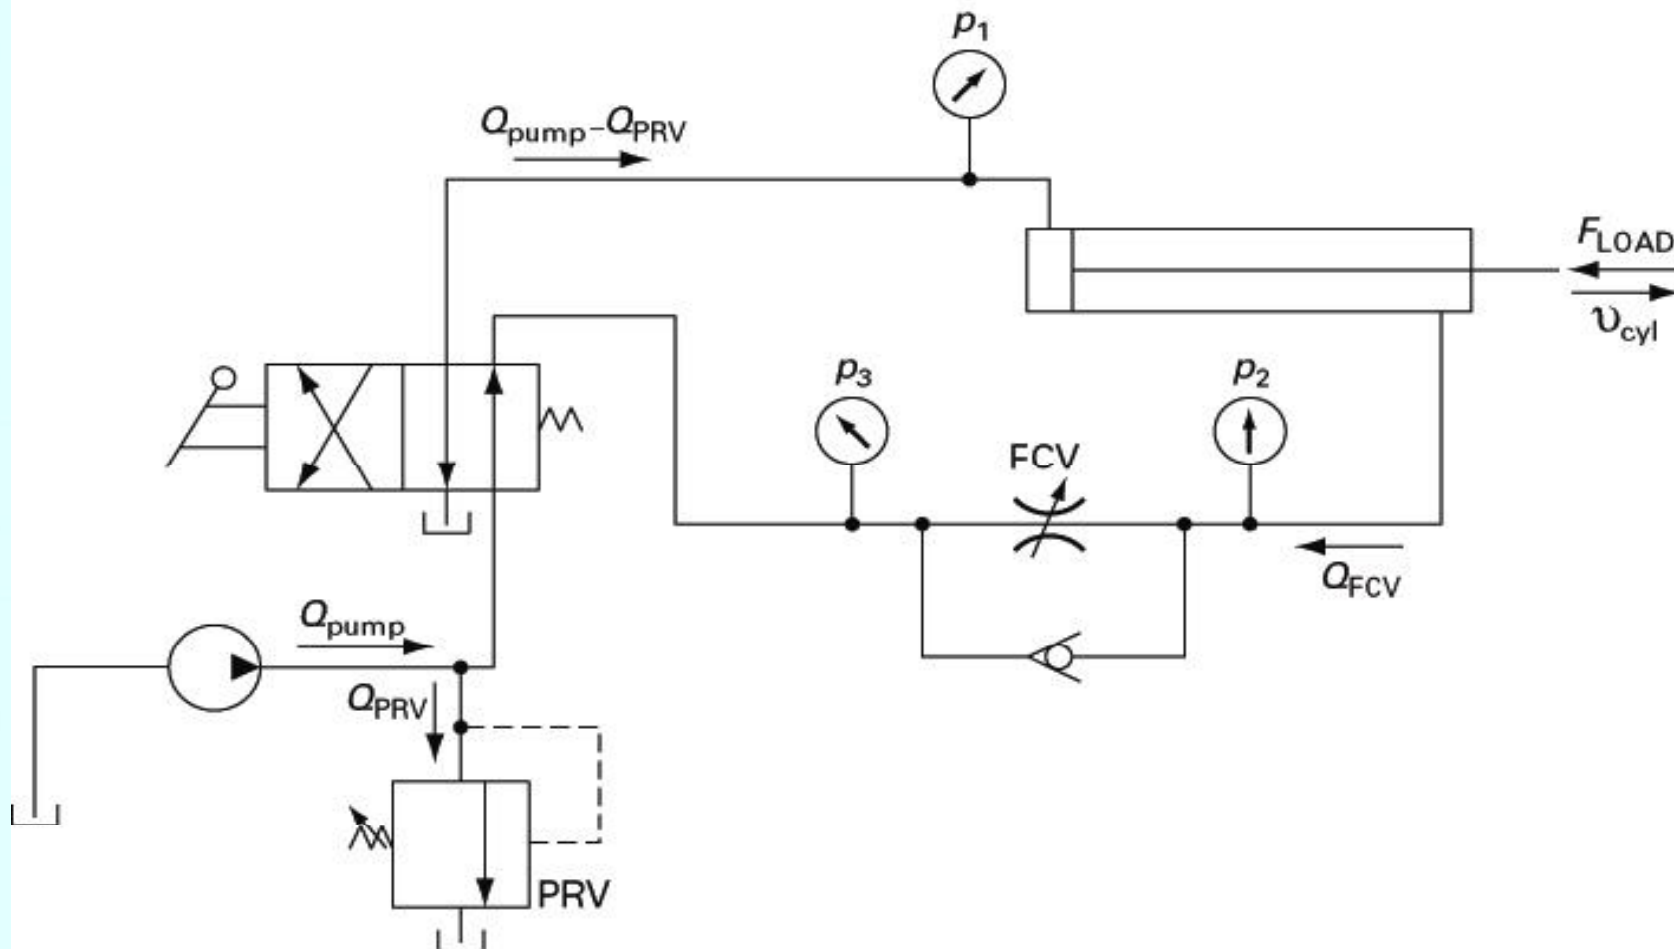 p1
Qpump–QPRV
FLOAD
υcyl
p3
p2
FCV
QFCV
Qpump
QPRV
PRV